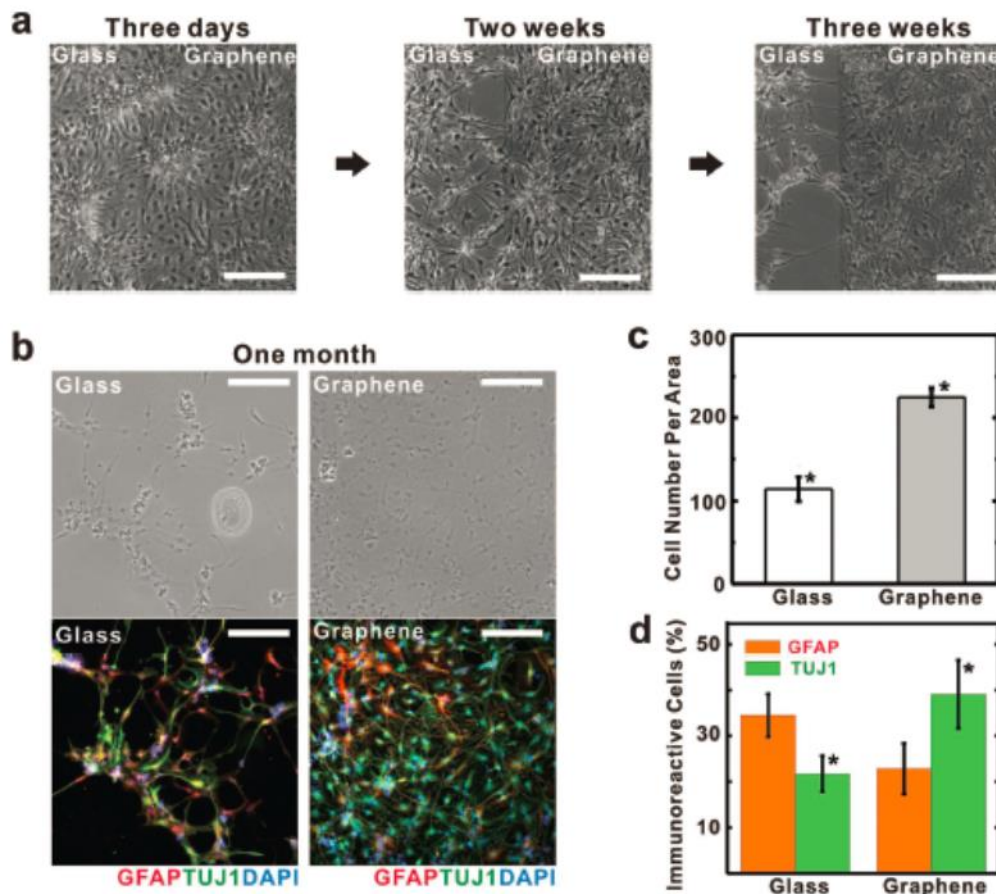 a
Three days
Two weeks
Three weeks
Glass Graphene
Glass Graphene
Glass Graphene
b
One month
Glass
Graphene
Glass
Graphene
GFAPTUJ1DAPI
GFAPTUJ1DAPI
c
Cell Number Per Area
300
200
100
0
Glass Graphene
*
*
d
Immunoreactive Cells (%)
50
30
10
GFAP
TUJ1
*
*
Glass Graphene